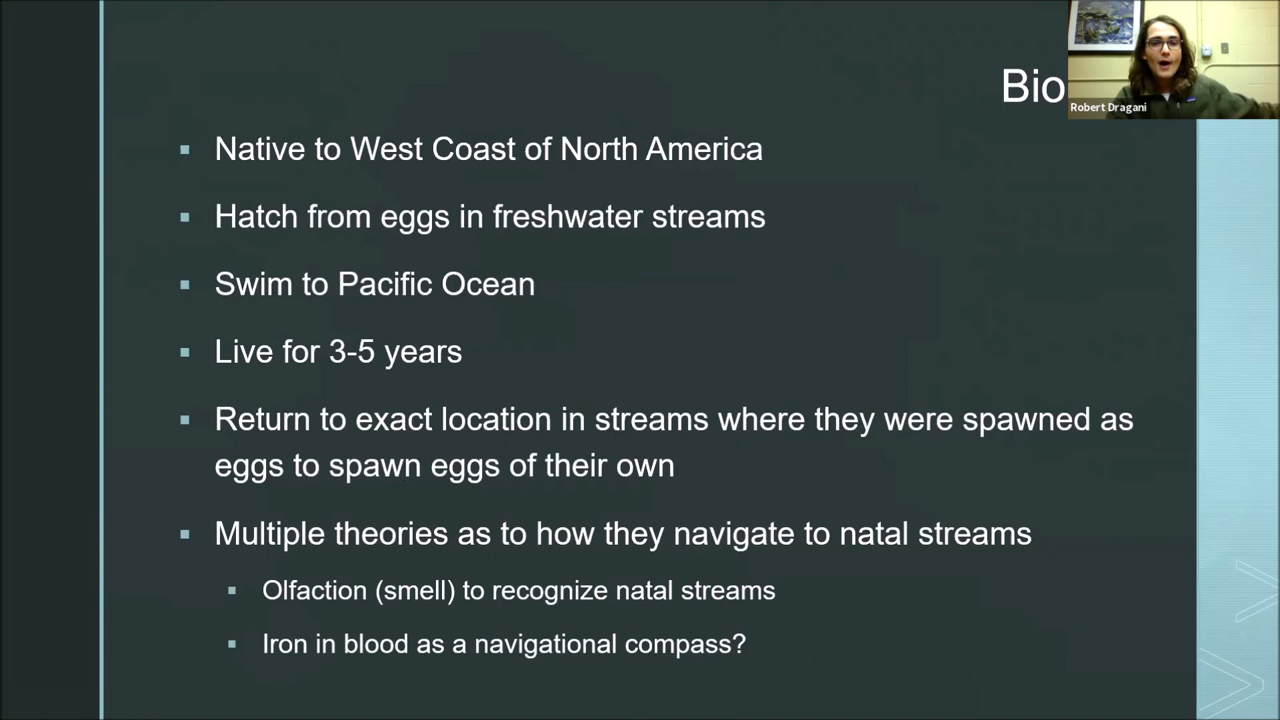 Bio
Robert Dragani
▪ Native to West Coast of North America
▪ Hatch from eggs in freshwater streams
▪ Swim to Pacific Ocean
▪ Live for 3-5 years
▪ Return to exact location in streams where they were spawned as
eggs to spawn eggs of their own
▪ Multiple theories as to how they navigate to natal streams
▪ Olfaction (smell) to recognize natal streams
▪ Iron in blood as a navigational compass?